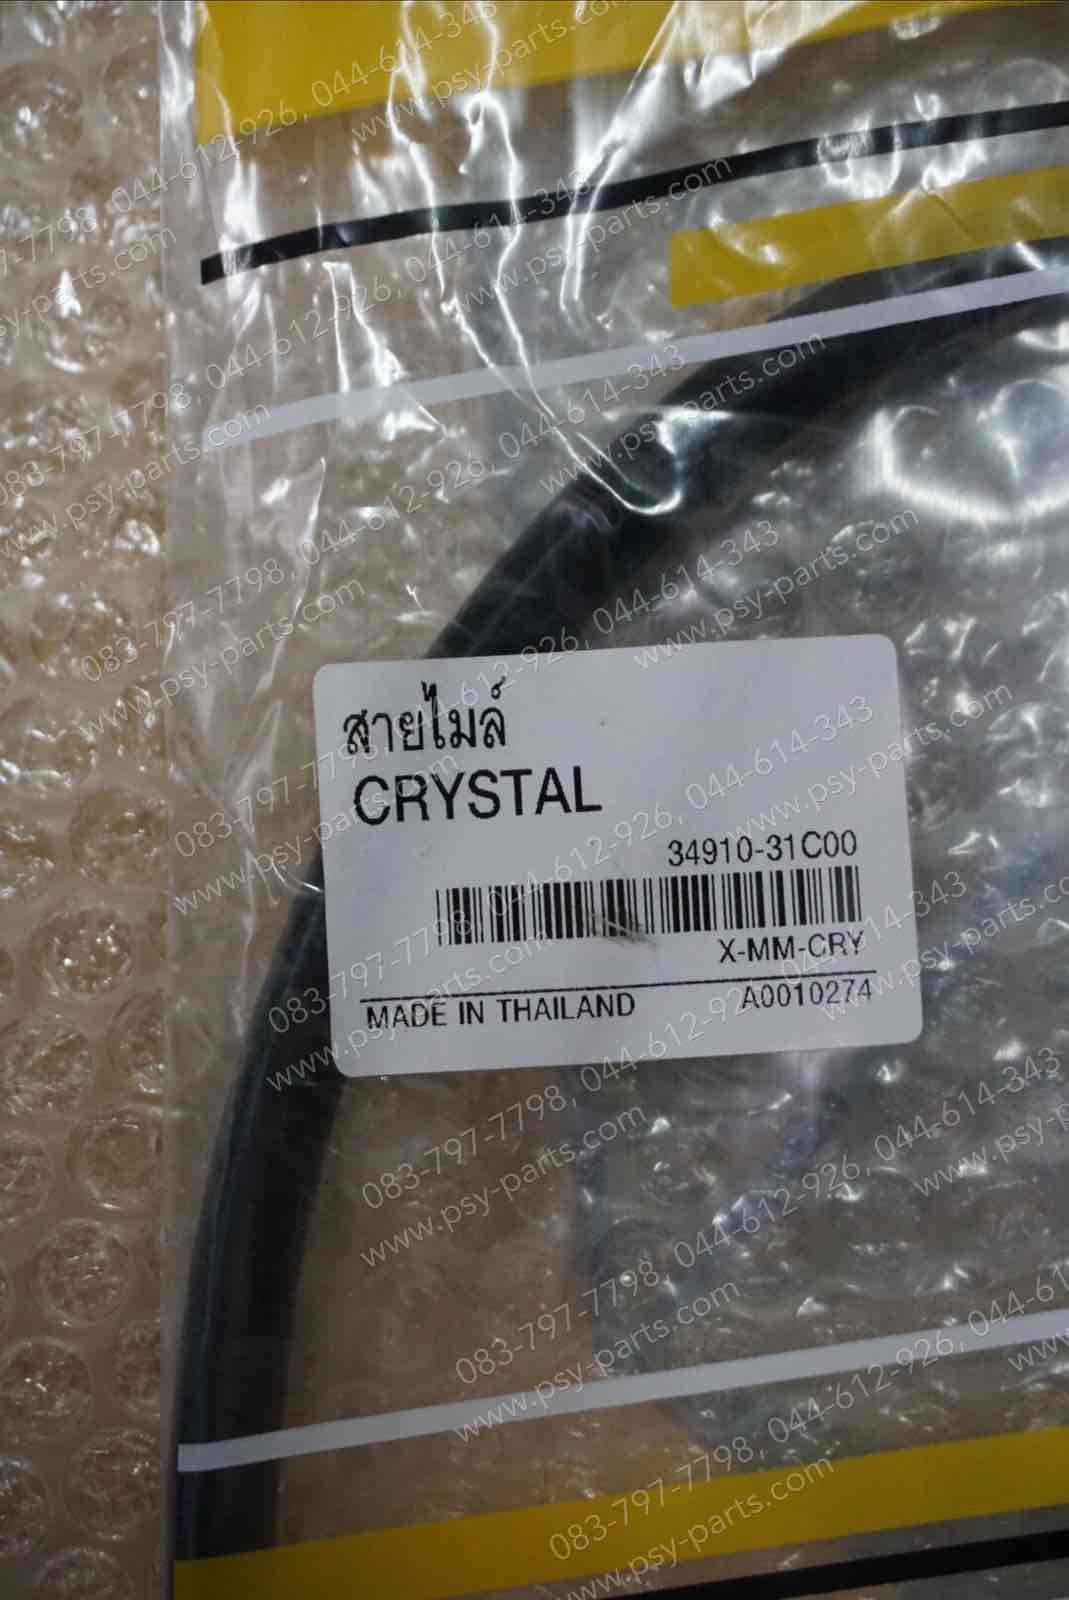 สายไมล์
CRYSTAL
34910-31C00
X-MM-CRY
MADE IN THAILAND A0010274
083-797-7798, 044-612-926, 044-614-343
www.psy-parts.com